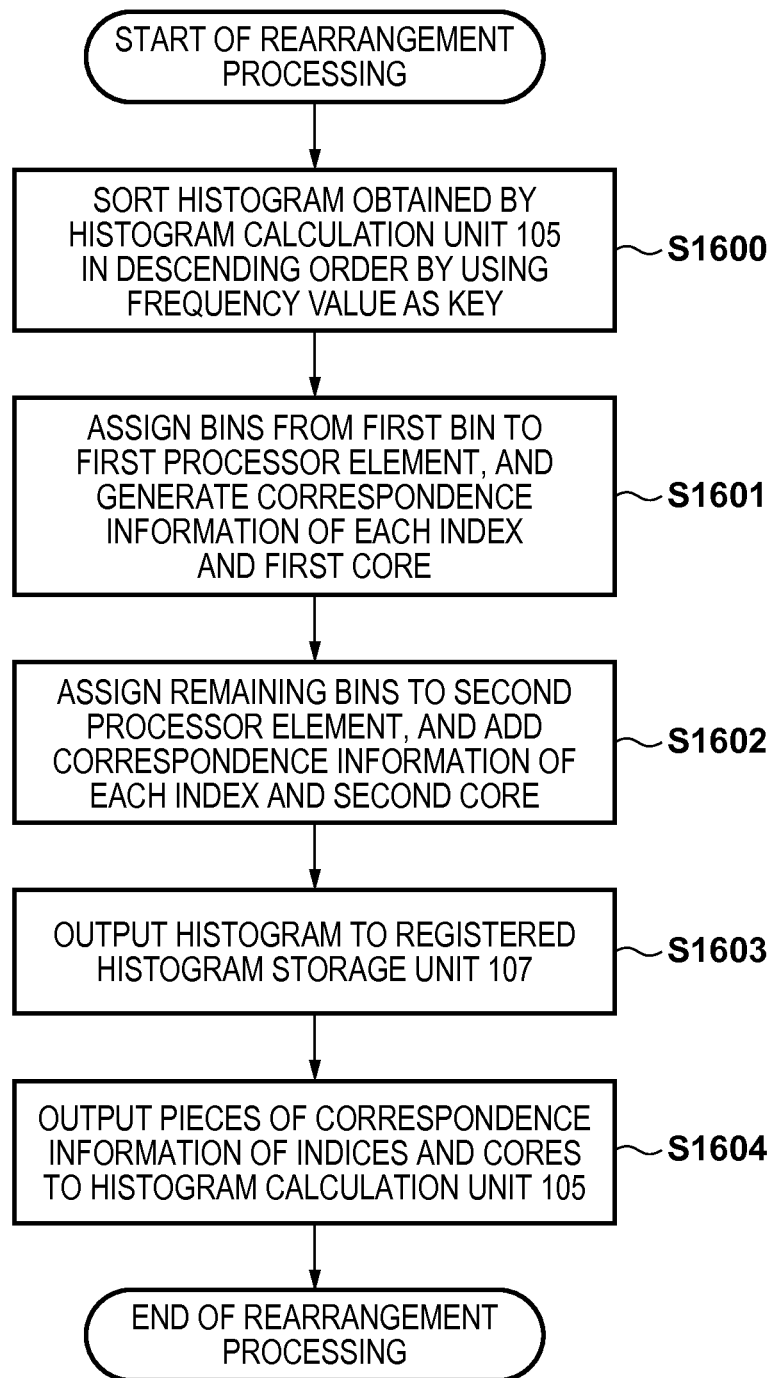 START OF REARRANGEMENT
PROCESSING
SORT HISTOGRAM OBTAINED BY
HISTOGRAM CALCULATION UNIT 105
IN DESCENDING ORDER BY USING
FREQUENCY VALUE AS KEY
S1600
ASSIGN BINS FROM FIRST BIN TO
FIRST PROCESSOR ELEMENT, AND
GENERATE CORRESPONDENCE
INFORMATION OF EACH INDEX
AND FIRST CORE
S1601
ASSIGN REMAINING BINS TO SECOND
PROCESSOR ELEMENT, AND ADD
CORRESPONDENCE INFORMATION OF
EACH INDEX AND SECOND CORE
S1602
OUTPUT HISTOGRAM TO REGISTERED
HISTOGRAM STORAGE UNIT 107
S1603
OUTPUT PIECES OF CORRESPONDENCE
INFORMATION OF INDICES AND CORES
TO HISTOGRAM CALCULATION UNIT 105
S1604
END OF REARRANGEMENT
PROCESSING